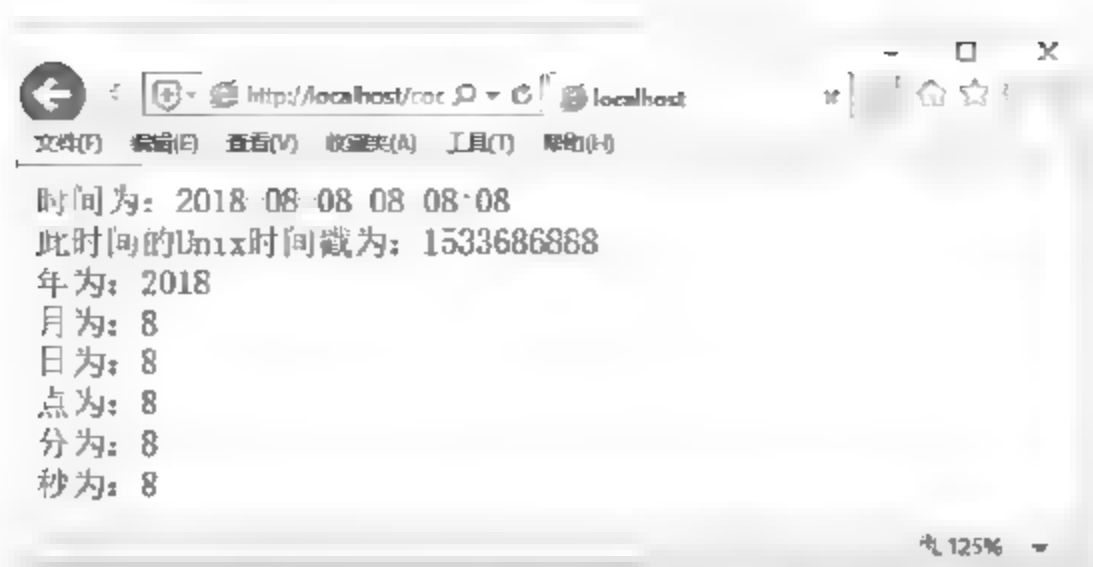 http://localhost/coc
localhost
文件(F) 编辑(E) 查看(V) 收藏夹(A) 工具(T) 帮助(H)
时间为：2018-08-08 08:08:08
此时间的Unix时间戳为：1533686888
年为：2018
月为：8
日为：8
点为：8
分为：8
秒为：8
125%